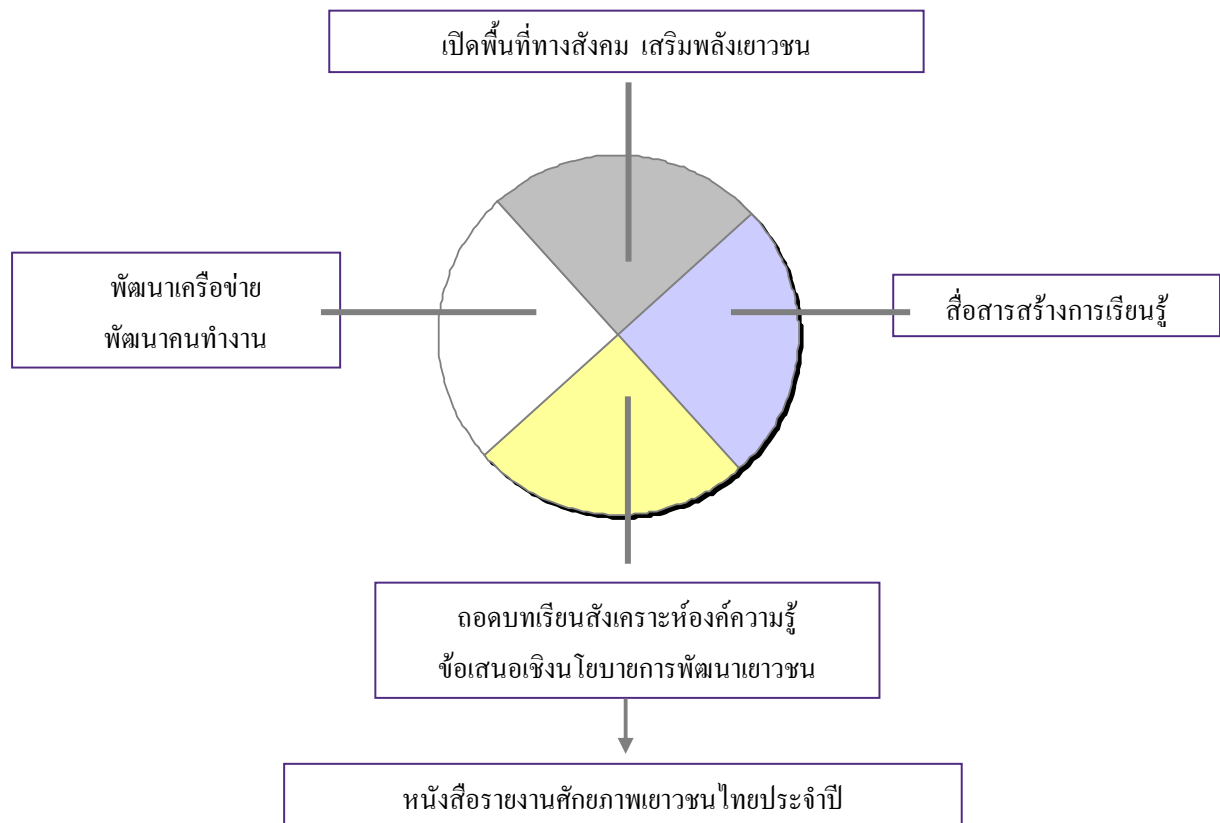 เปิดพื้นที่ทางสังคม เสริมพลังเยาวชน
พัฒนาเครือข่าย
พัฒนาคนทำงาน
สื่อสารสร้างการเรียนรู้
ถอดบทเรียนสังเคราะห์องค์ความรู้
ข้อเสนอเชิงนโยบายการพัฒนาเยาวชน
หนังสือรายงานศักยภาพเยาวชนไทยประจำปี